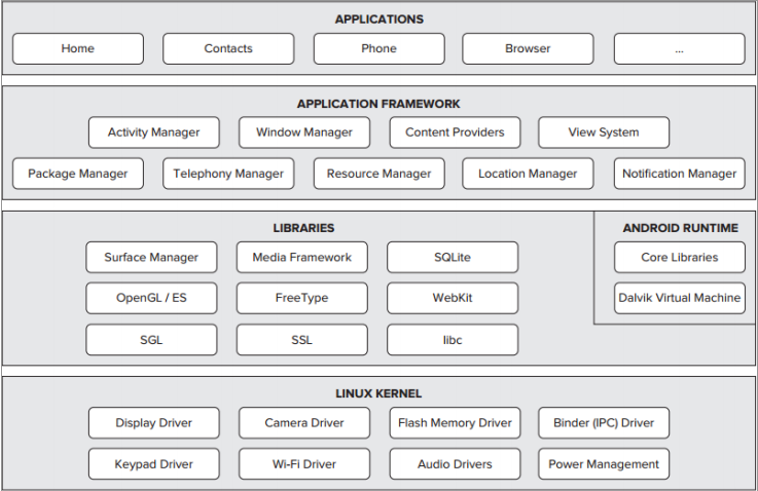 APPLICATIONS
Home Contacts Phone Browser ...
APPLICATION FRAMEWORK
Activity Manager Window Manager Content Providers View System
Package Manager Telephony Manager Resource Manager Location Manager Notification Manager
LIBRARIES
Surface Manager Media Framework SQLite
OpenGL / ES FreeType WebKit
SGL SSL libc
ANDROID RUNTIME
Core Libraries
Dalvik Virtual Machine
LINUX KERNEL
Display Driver Camera Driver Flash Memory Driver Binder (IPC) Driver
Keypad Driver Wi-Fi Driver Audio Drivers Power Management